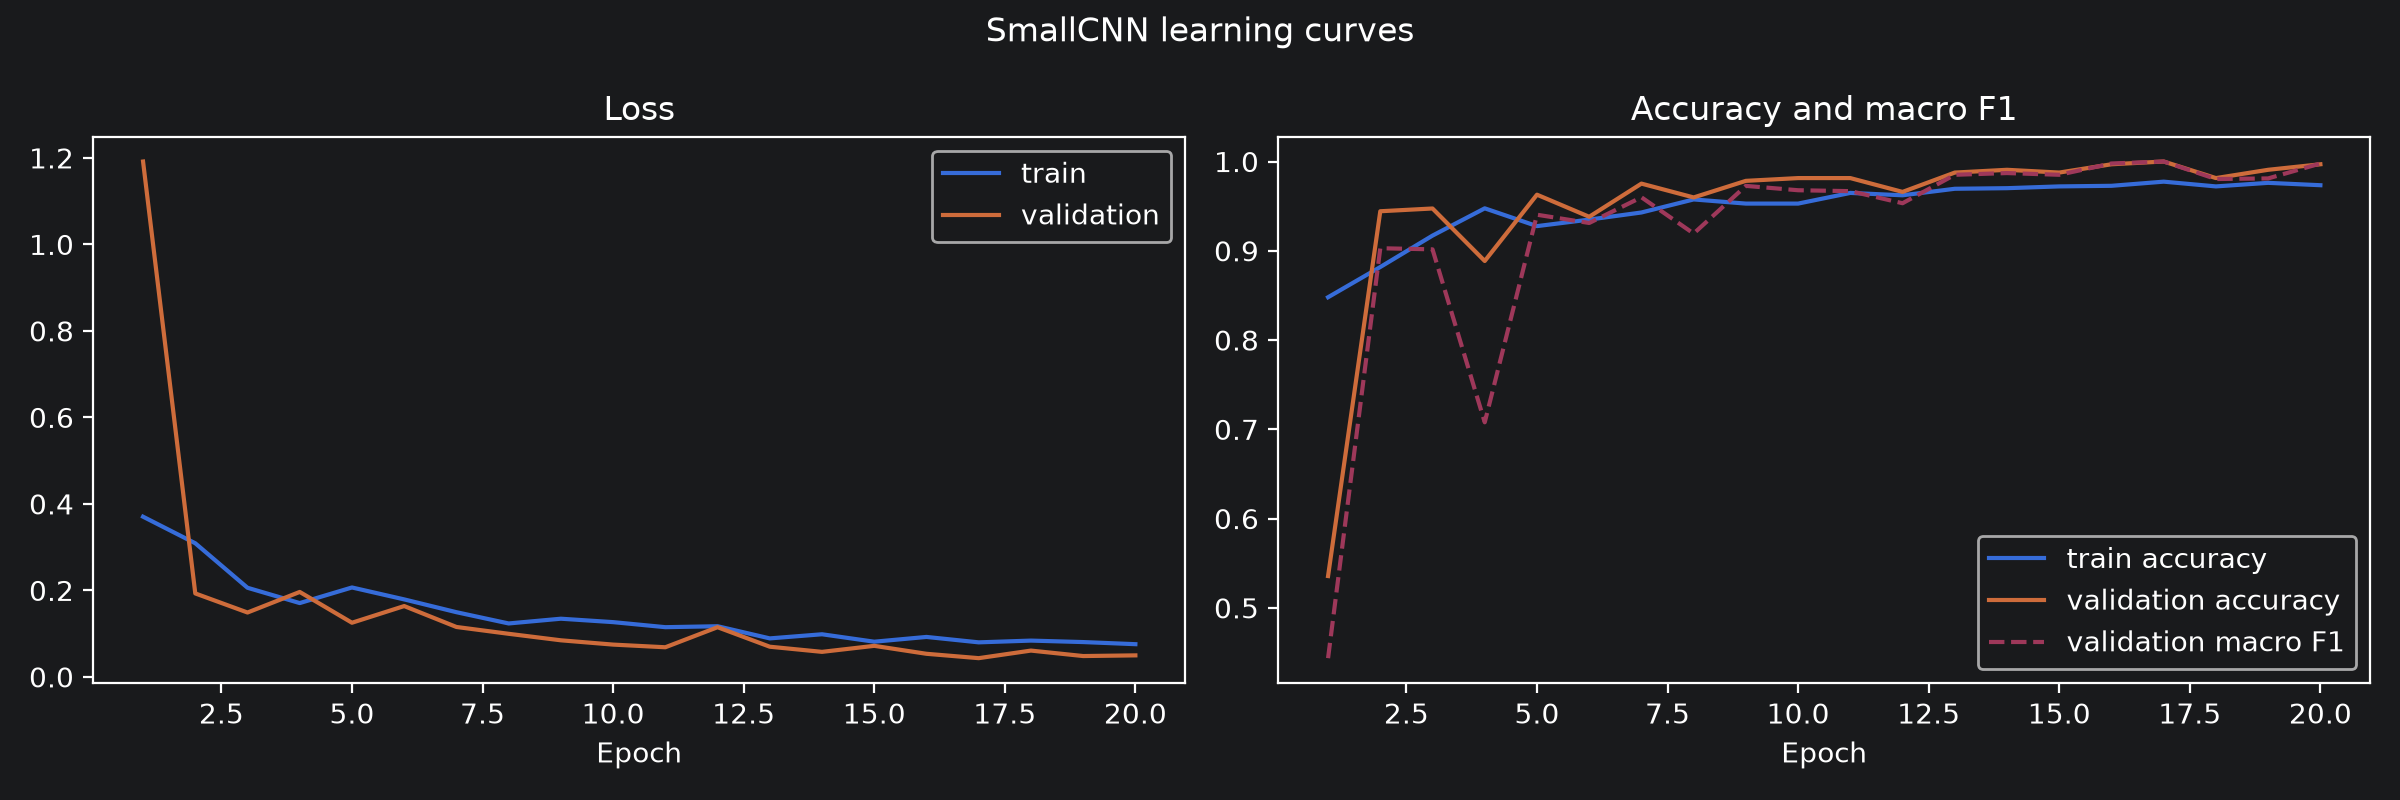 SmallCNN learning curves
Loss
1.2
1.0
0.8
0.6
0.4
0.2
0.0
train
validation
2.5 5.0 7.5 10.0 12.5 15.0 17.5 20.0
Epoch
Accuracy and macro F1
1.0
0.9
0.8
0.7
0.6
0.5
train accuracy
validation accuracy
validation macro F1
2.5 5.0 7.5 10.0 12.5 15.0 17.5 20.0
Epoch